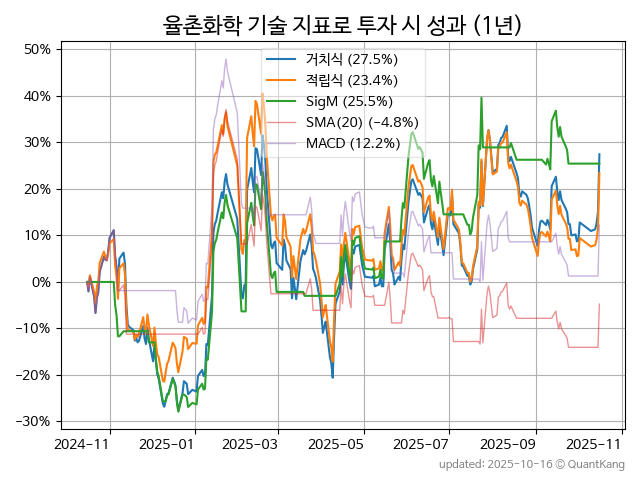 율촌화학 기술 지표로 투자 시 성과 (1년)
거치식 (27.5%)
적립식 (23.4%)
SigM (25.5%)
SMA(20) (−4.8%)
MACD (12.2%)
50%
40%
30%
20%
10%
0%
−10%
−20%
−30%
2024-11 2025-01 2025-03 2025-05 2025-07 2025-09 2025-11
updated: 2025-10-16 ⓒ QuantKang